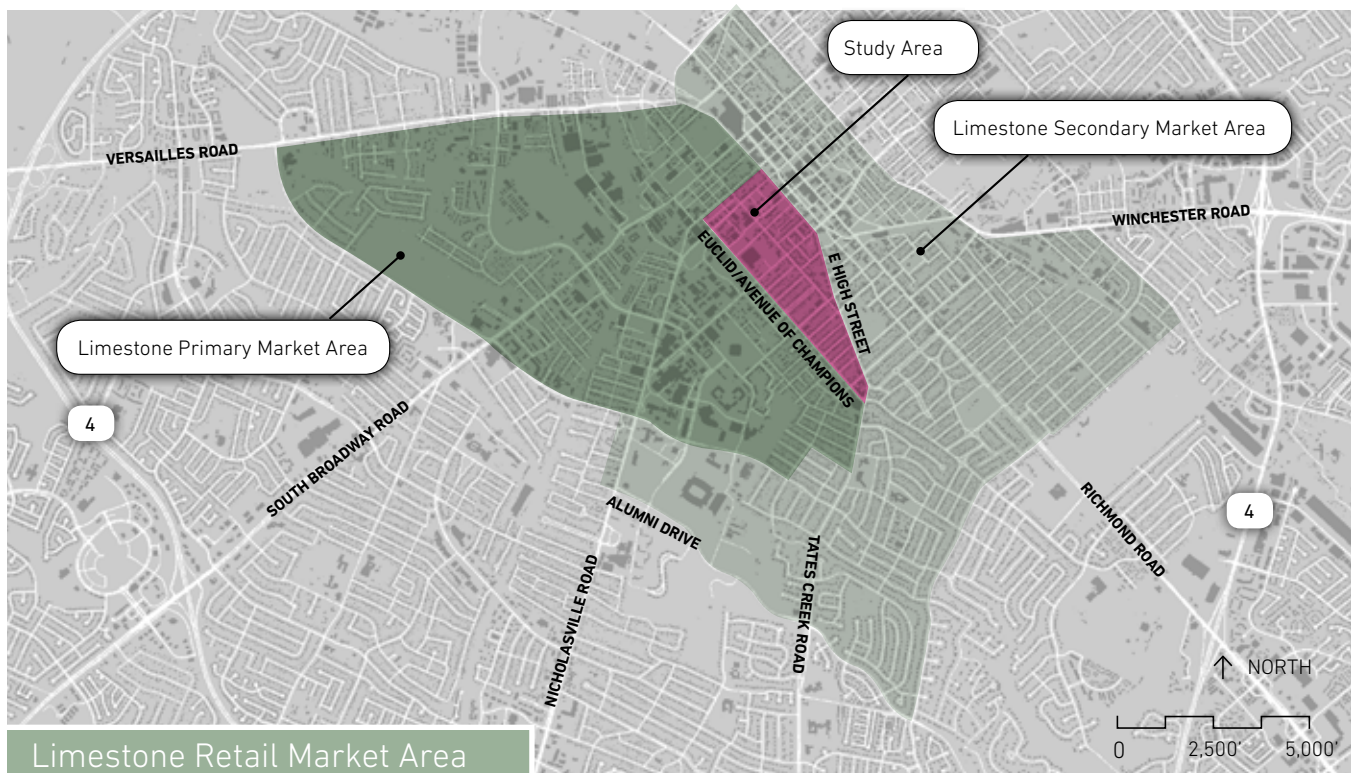 Study Area
Limestone Secondary Market Area
VERSAILLES ROAD
WINCHESTER ROAD
EUCLID/AVENUE OF CHAMPIONS
E HIGH STREET
Limestone Primary Market Area
4
SOUTH BROADWAY ROAD
ALUMNI DRIVE
NICHOLASVILLE ROAD
TATES CREEK ROAD
RICHMOND ROAD
4
NORTH
0 2,500' 5,000'
Limestone Retail Market Area